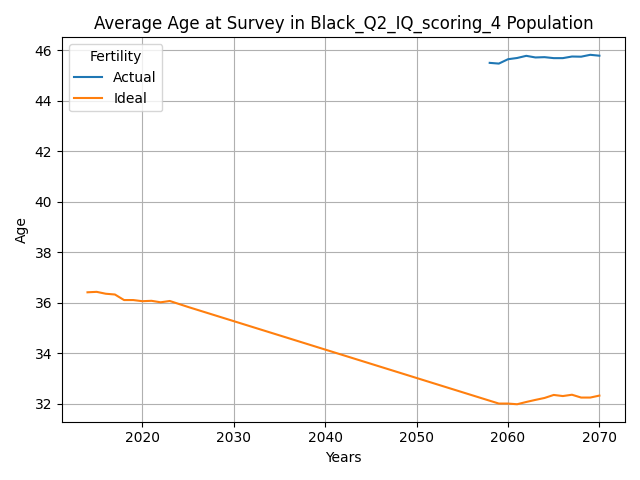 Average Age at Survey in Black_Q2_IQ_scoring_4 Population
Fertility
Actual
Ideal
Age
46
44
42
40
38
36
34
32
2020 2030 2040 2050 2060 2070
Years